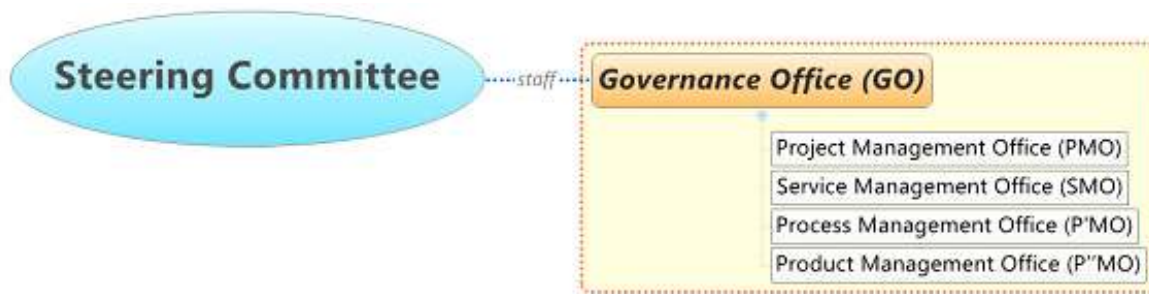 Steering Committee
staff
Governance Office (GO)
Project Management Office (PMO)
Service Management Office (SMO)
Process Management Office (P'MO)
Product Management Office (P''MO)